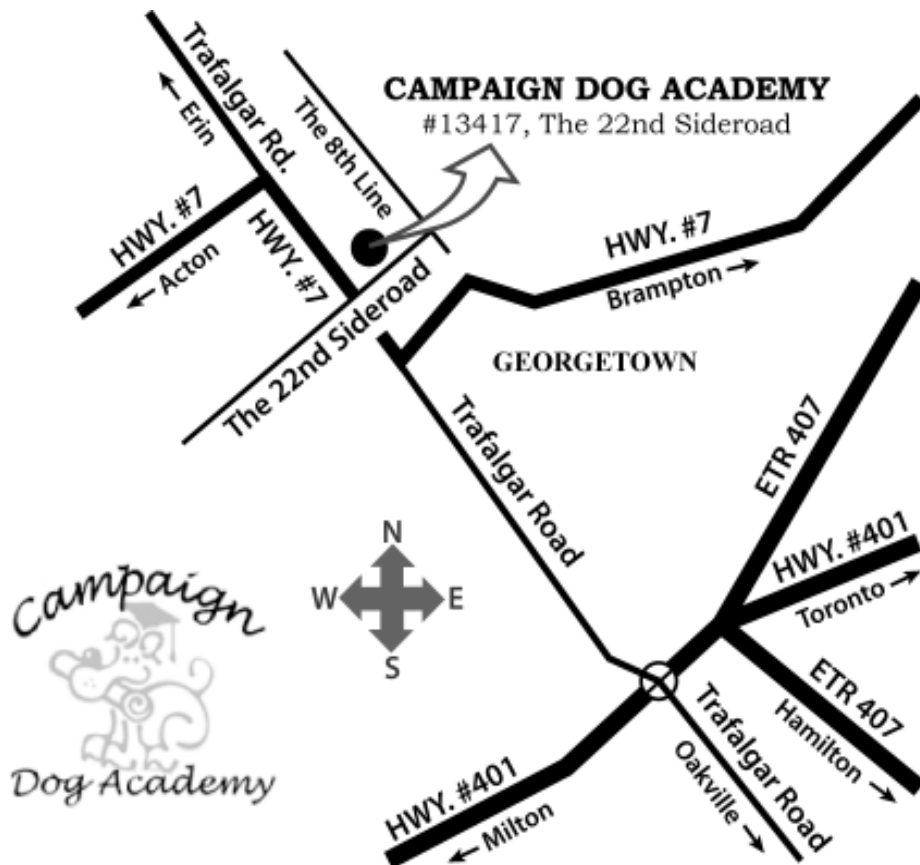 Trafalgar Rd.
← Erin
The 8th Line
CAMPAIGN DOG ACADEMY
#13417, The 22nd Sideroad
HWY. #7
← Acton
HWY. #7
HWY. #7
Brampton →
The 22nd Sideroad
GEORGETOWN
Trafalgar Road
ETR 407
HWY. #401
Toronto →
N
W
E
S
ETR 407
Hamilton →
Trafalgar Road
Oakville →
HWY. #401
← Milton
Campaign
Dog Academy